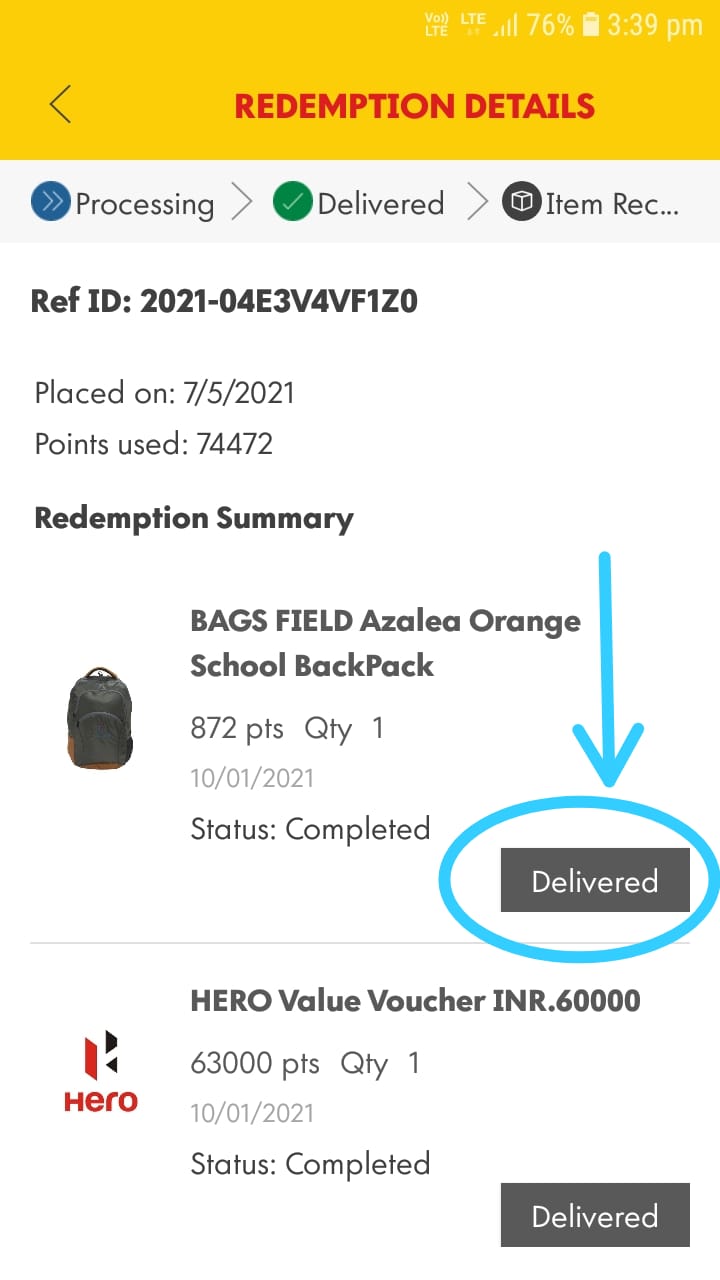 Vo)) LTE LTE 76% 3:39 pm
REDEMPTION DETAILS
Processing Delivered Item Rec...
Ref ID: 2021-04E3V4VF1Z0
Placed on: 7/5/2021
Points used: 74472
Redemption Summary
BAGS FIELD Azalea Orange
School BackPack
872 pts Qty 1
10/01/2021
Status: Completed
Delivered
HERO Value Voucher INR.60000
63000 pts Qty 1
Hero
10/01/2021
Status: Completed
Delivered